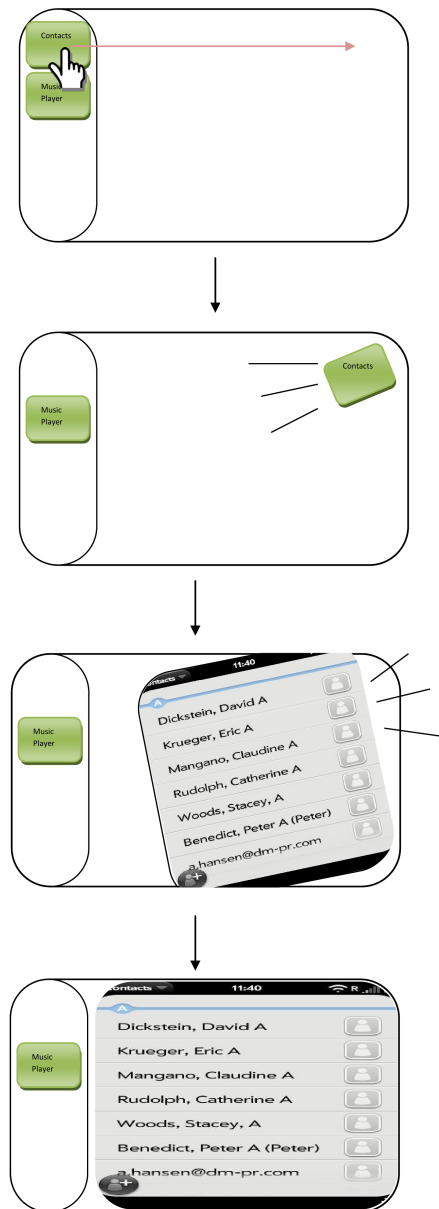 Contacts
Music
Player
Contacts
Music
Player
11:40
Music
Player
A
Dickstein, David A
Krueger, Eric A
Mangano, Claudine A
Rudolph, Catherine A
Woods, Stacey, A
Benedict, Peter A (Peter)
a.hansen@dm-pr.com
ontacts 11:40 R
A
Music
Player
Dickstein, David A
Krueger, Eric A
Mangano, Claudine A
Rudolph, Catherine A
Woods, Stacey, A
Benedict, Peter A (Peter)
a.hansen@dm-pr.com